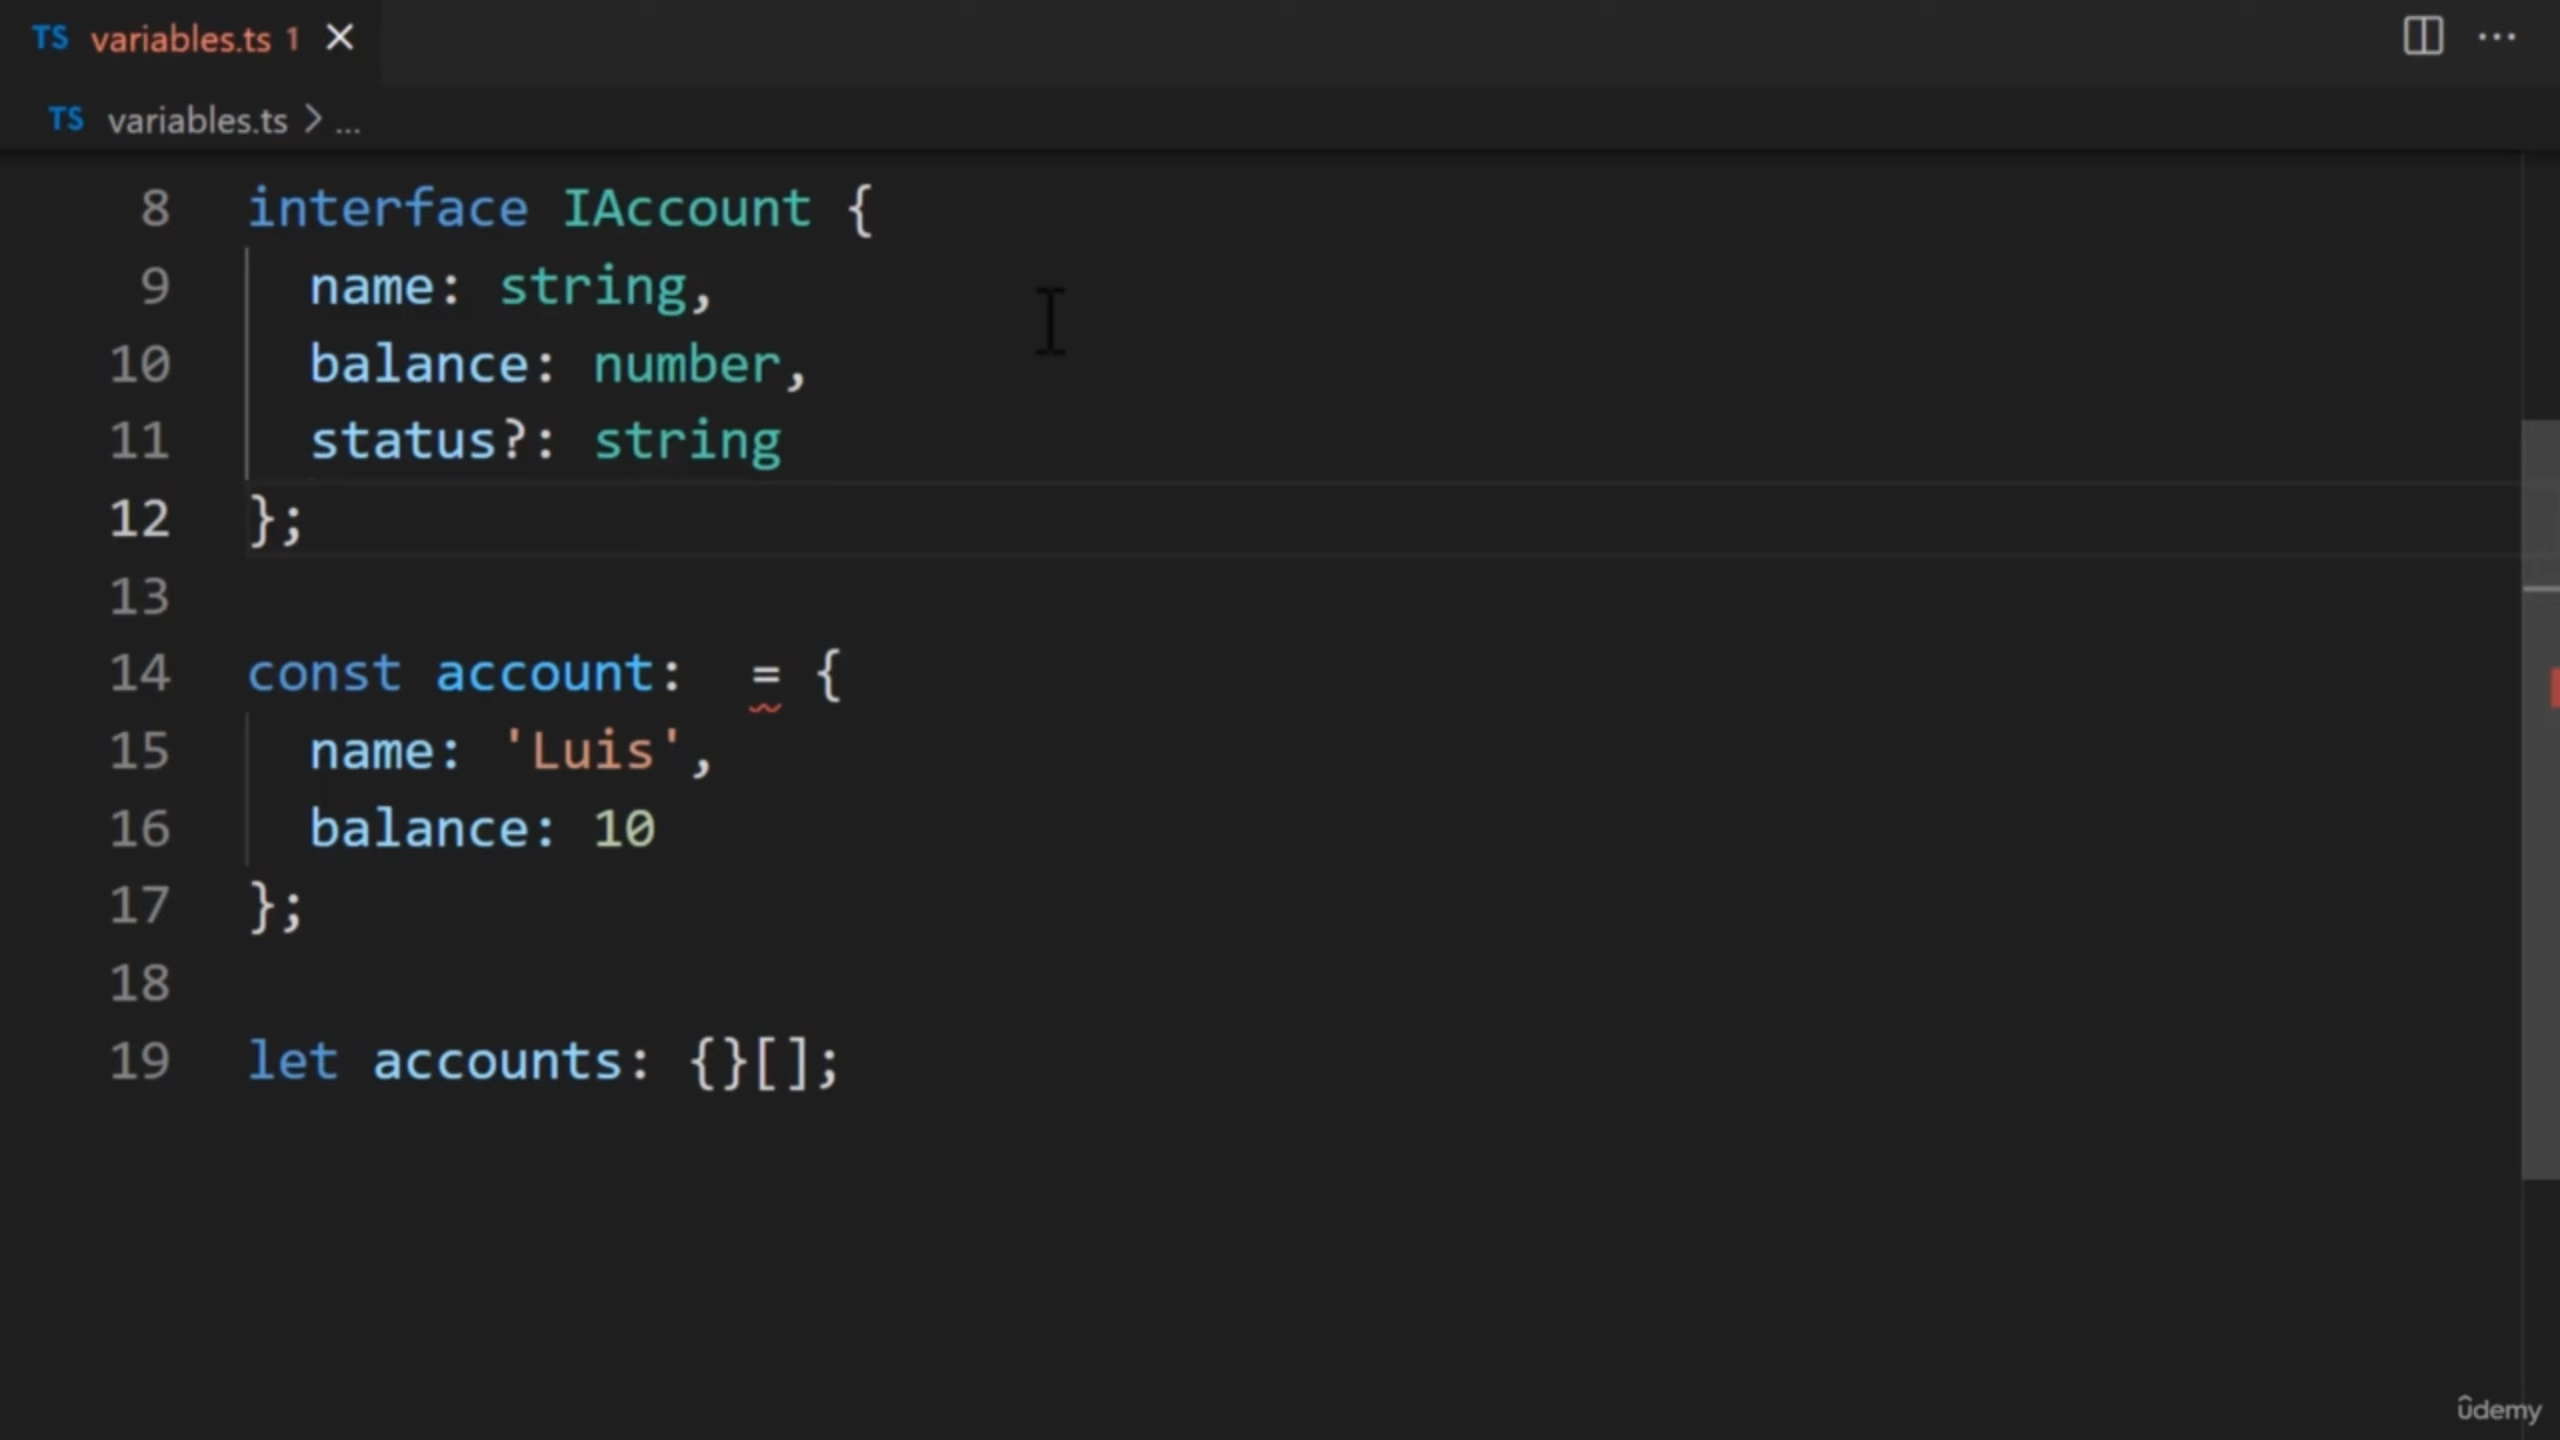 TS variables.ts 1
TS variables.ts > ...
8 interface IAccount {
9 name: string,
10 balance: number,
11 status?: string
12 };
13
14 const account:  = {
15 name: 'Luis',
16 balance: 10
17 };
18
19 let accounts: {}[];
ûdemy